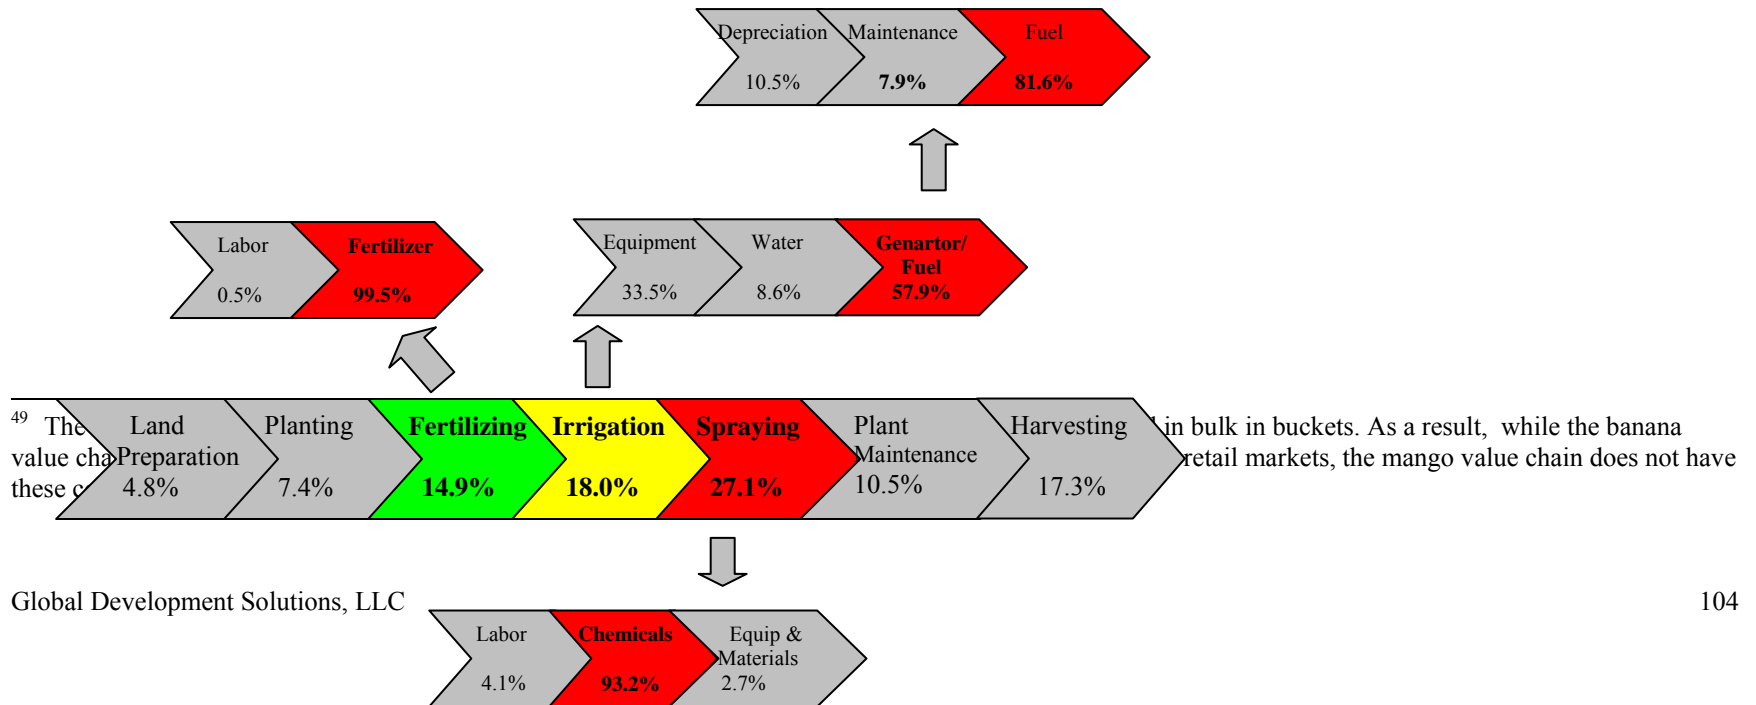 Depreciation Maintenance Fuel
10.5% 7.9% 81.6%
Labor Fertilizer
0.5% 99.5%
Equipment Water Genartor/
Fuel
33.5% 8.6% 57.9%
Land Preparation
4.8%
Planting
7.4%
Fertilizing
14.9%
Irrigation
18.0%
Spraying
27.1%
Plant
Maintenance
10.5%
Harvesting
17.3%
49 The
in bulk in buckets. As a result, while the banana
value
retail markets, the mango value chain does not have
these
Global Development Solutions, LLC 104
Labor Chemicals Equip &
Materials
4.1% 93.2% 2.7%